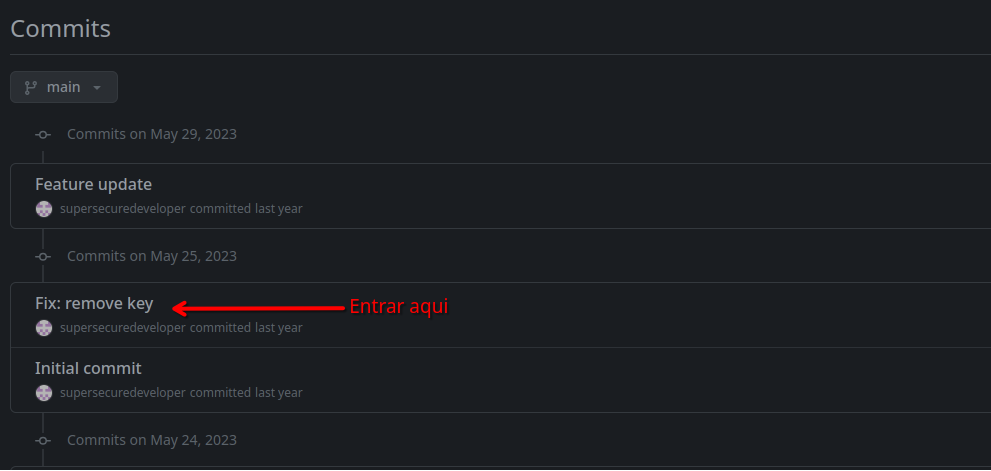 Commits
main
Commits on May 29, 2023
Feature update
supersecuredeveloper committed last year
Commits on May 25, 2023
Fix: remove key
Entrar aqui
supersecuredeveloper committed last year
Initial commit
supersecuredeveloper committed last year
Commits on May 24, 2023